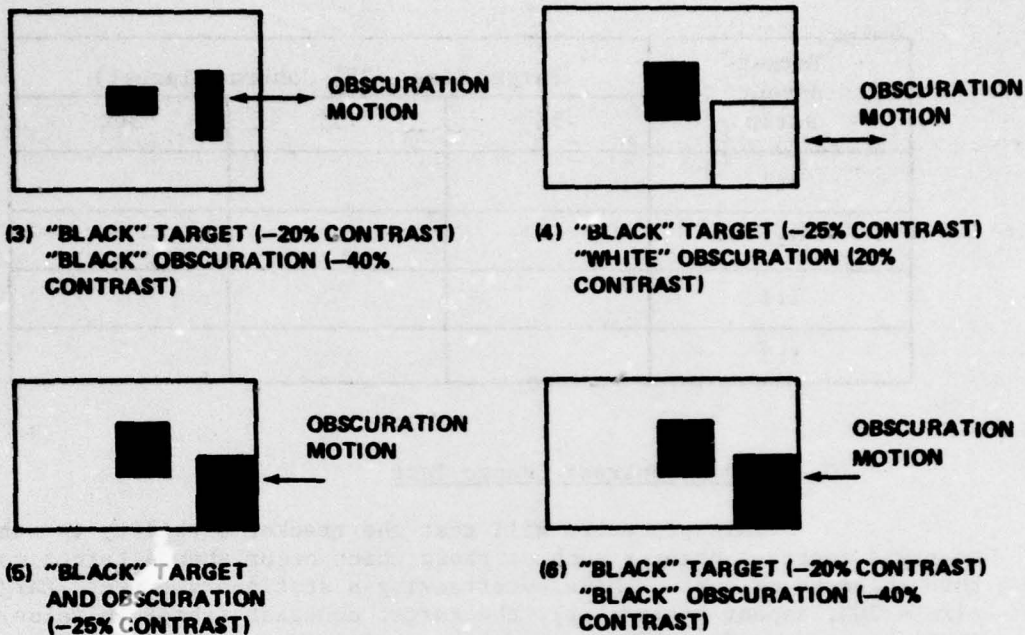 OBSCURATION
MOTION
OBSCURATION
MOTION
(3) "BLACK" TARGET (–20% CONTRAST)
"BLACK" OBSCURATION (–40%
CONTRAST)
(4) "BLACK" TARGET (–25% CONTRAST)
"WHITE" OBSCURATION (20%
CONTRAST)
OBSCURATION
MOTION
OBSCURATION
MOTION
(5) "BLACK" TARGET
AND OBSCURATION
(–25% CONTRAST)
(6) "BLACK" TARGET (–20% CONTRAST)
"BLACK" OBSCURATION (–40%
CONTRAST)